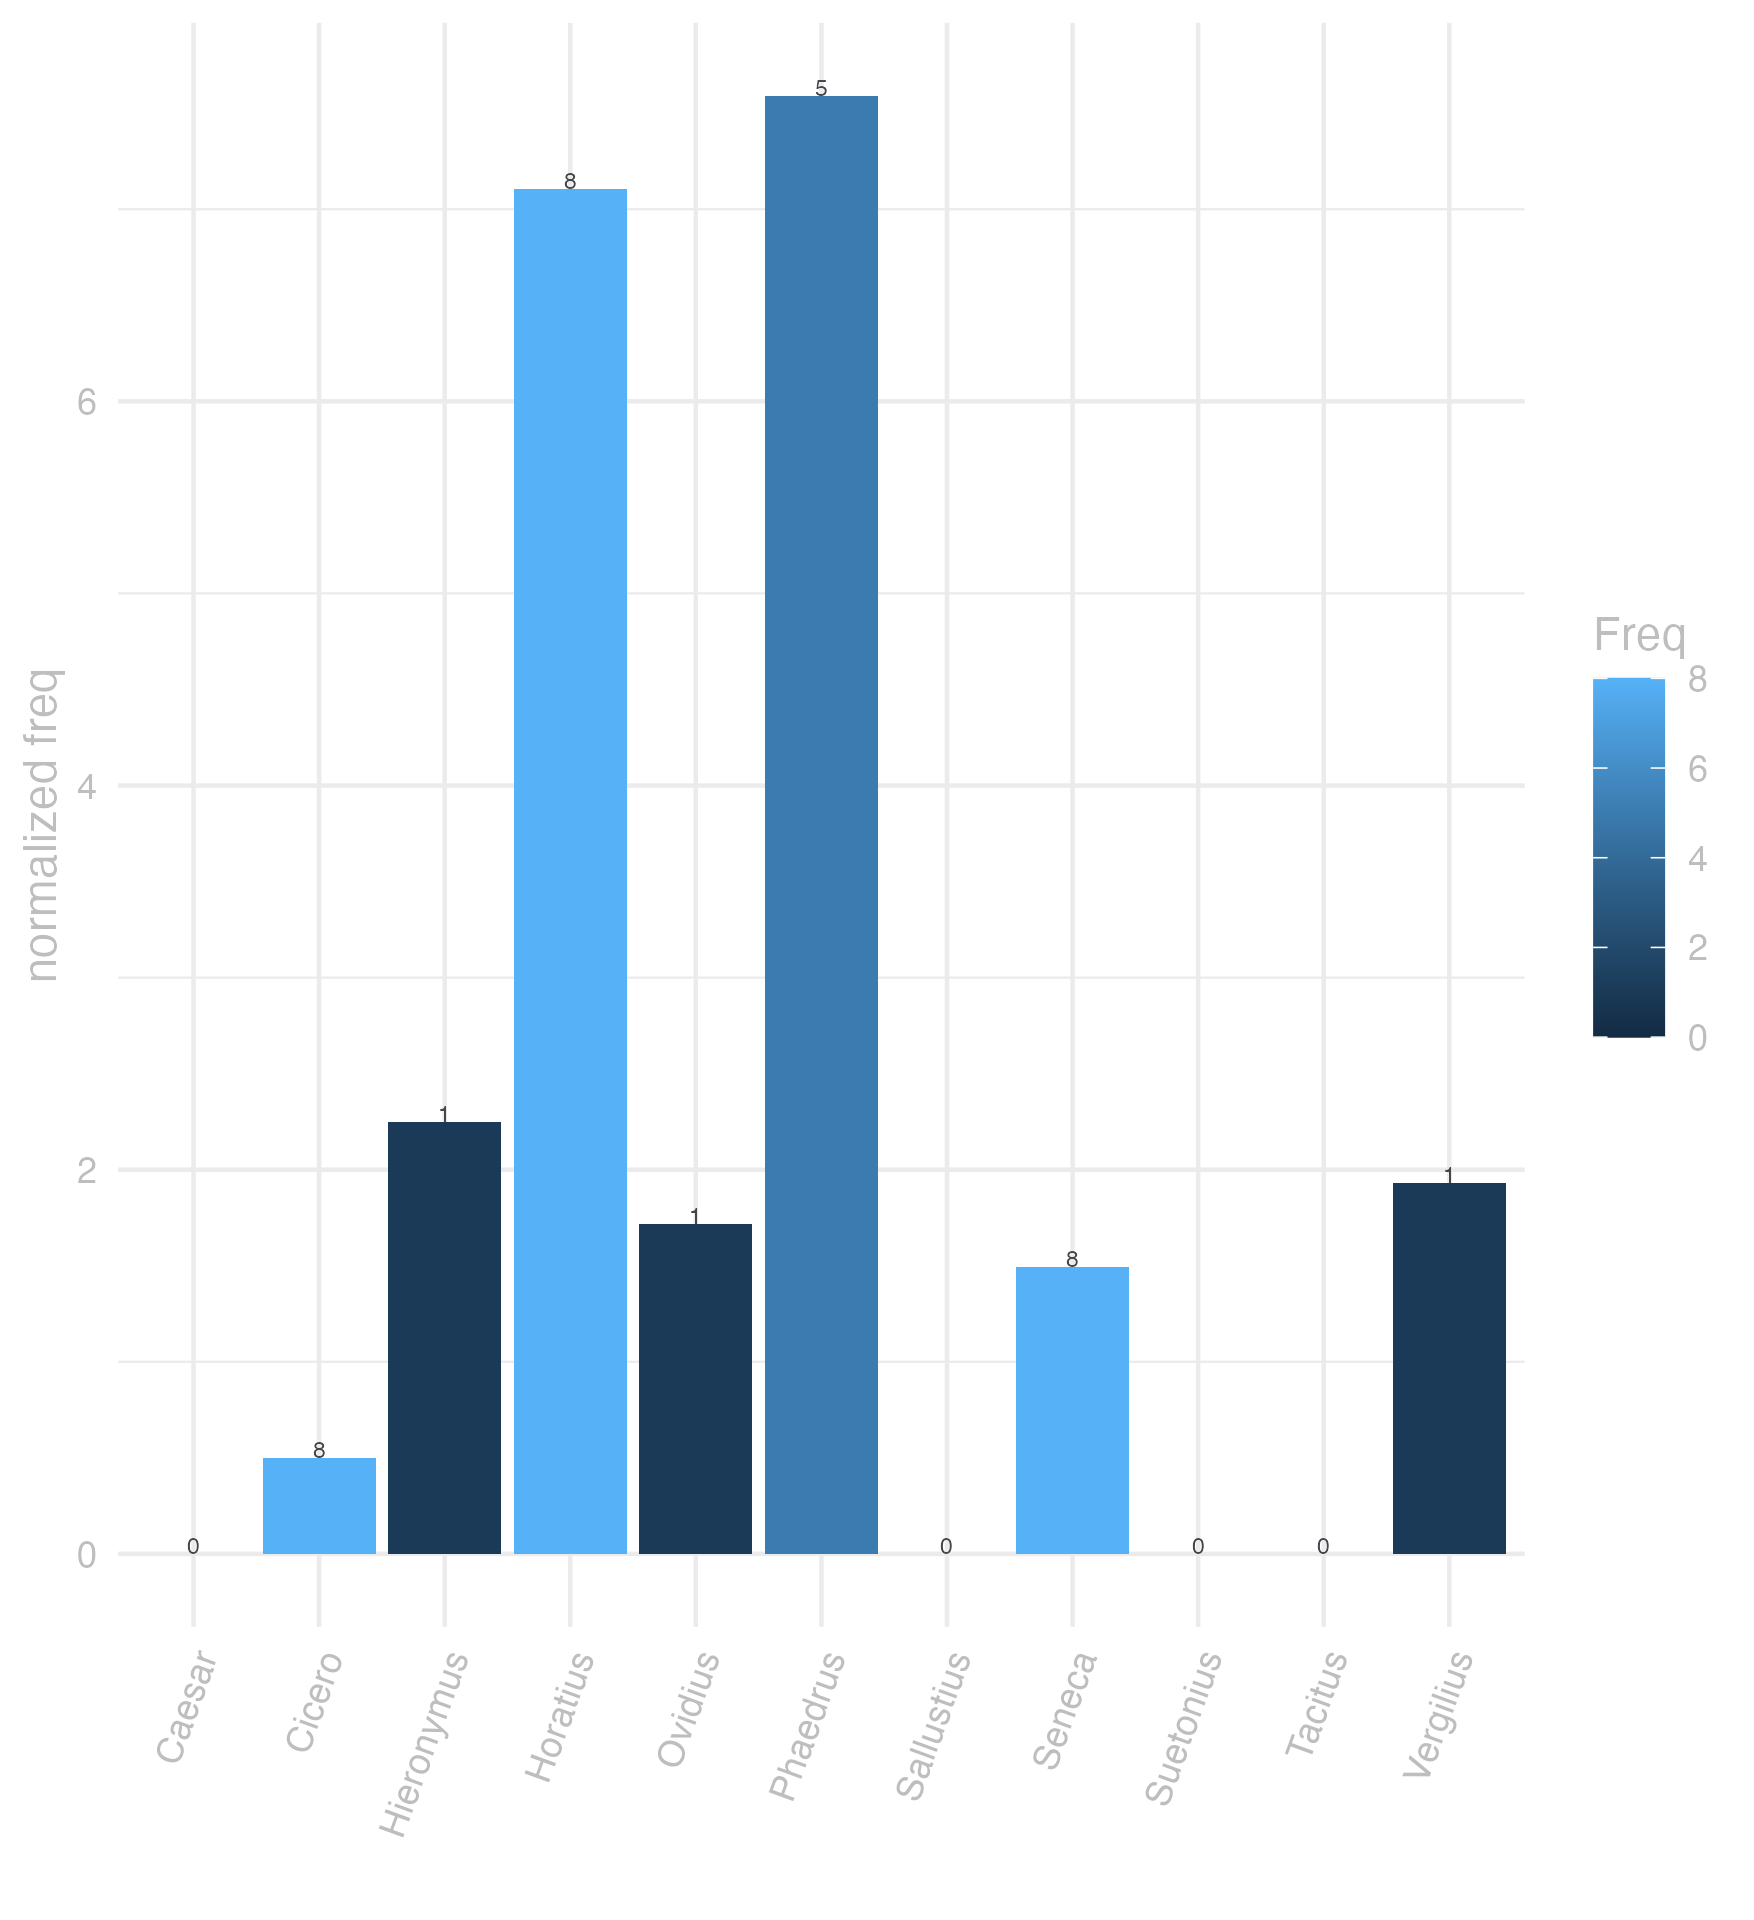 normalized freq
6
4
2
0
0
8
1
8
1
5
0
8
0
0
1
Caesar
Cicero
Hieronymus
Horatius
Ovidius
Phaedrus
Sallustius
Seneca
Suetonius
Tacitus
Vergilius
Freq
8
6
4
2
0